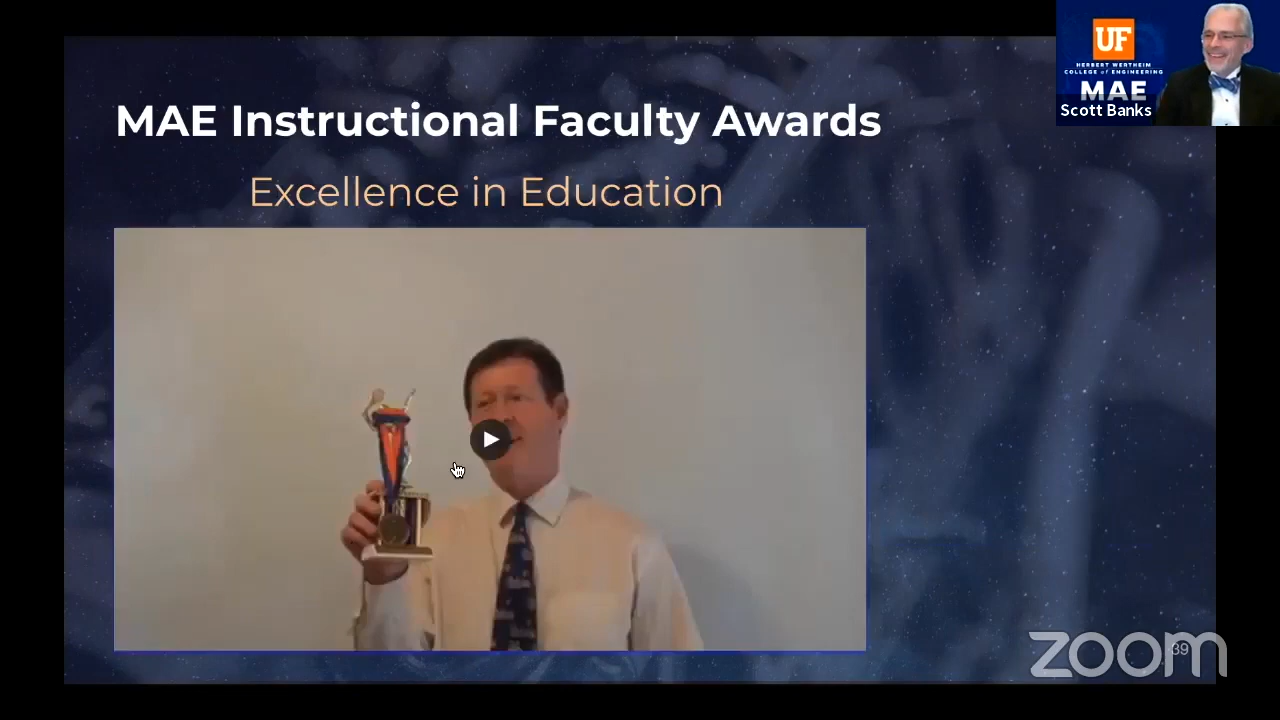 MAE Instructional Faculty Awards
Excellence in Education
UF
HERBERT WERTHEIM
COLLEGE of ENGINEERING
MAE
Scott Banks
zoom
39